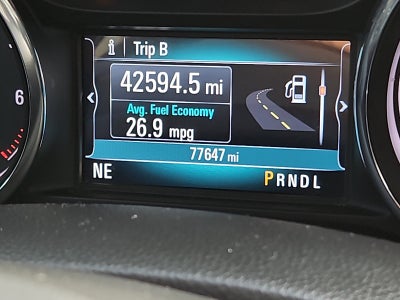 i Trip B
42594.5 mi
Avg. Fuel Economy
26.9 mpg
77647 mi
NE PRNDL
6